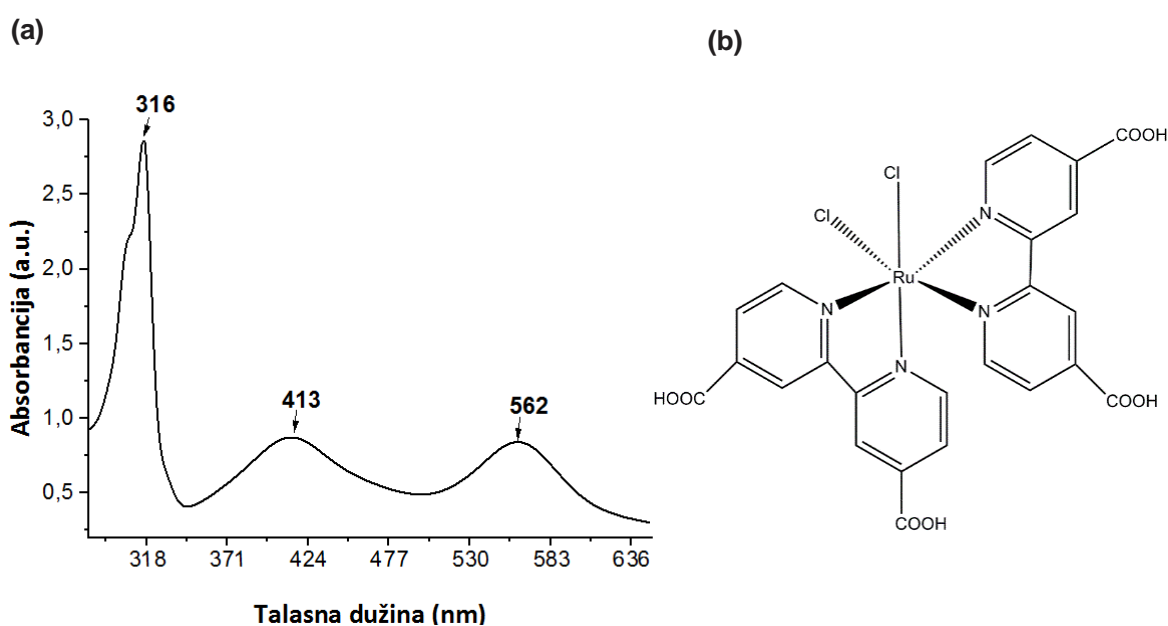 (a)
316
413
562
3,0
2,5
2,0
1,5
1,0
0,5
Absorbancija (a.u.)
318 371 424 477 530 583 636
Talasna dužina (nm)
(b)
COOH
Cl
Cl
N
Ru
N
N
N
HOOC
COOH
COOH